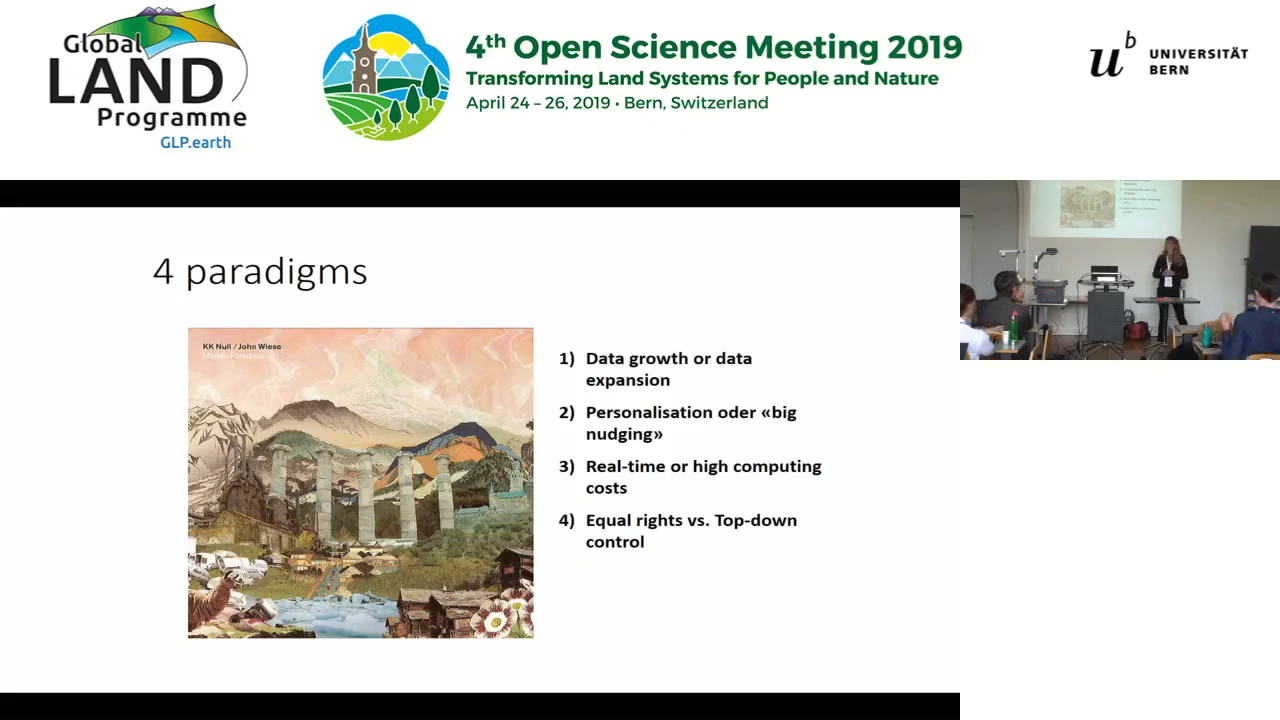 Global
LAND
Programme
GLP.earth
4th Open Science Meeting 2019
Transforming Land Systems for People and Nature
April 24 – 26, 2019 • Bern, Switzerland
ub
UNIVERSITÄT
BERN
4 paradigms
KK Null / John Wiese
1) Data growth or data
expansion
2) Personalisation oder «big
nudging»
3) Real-time or high computing
costs
4) Equal rights vs. Top-down
control